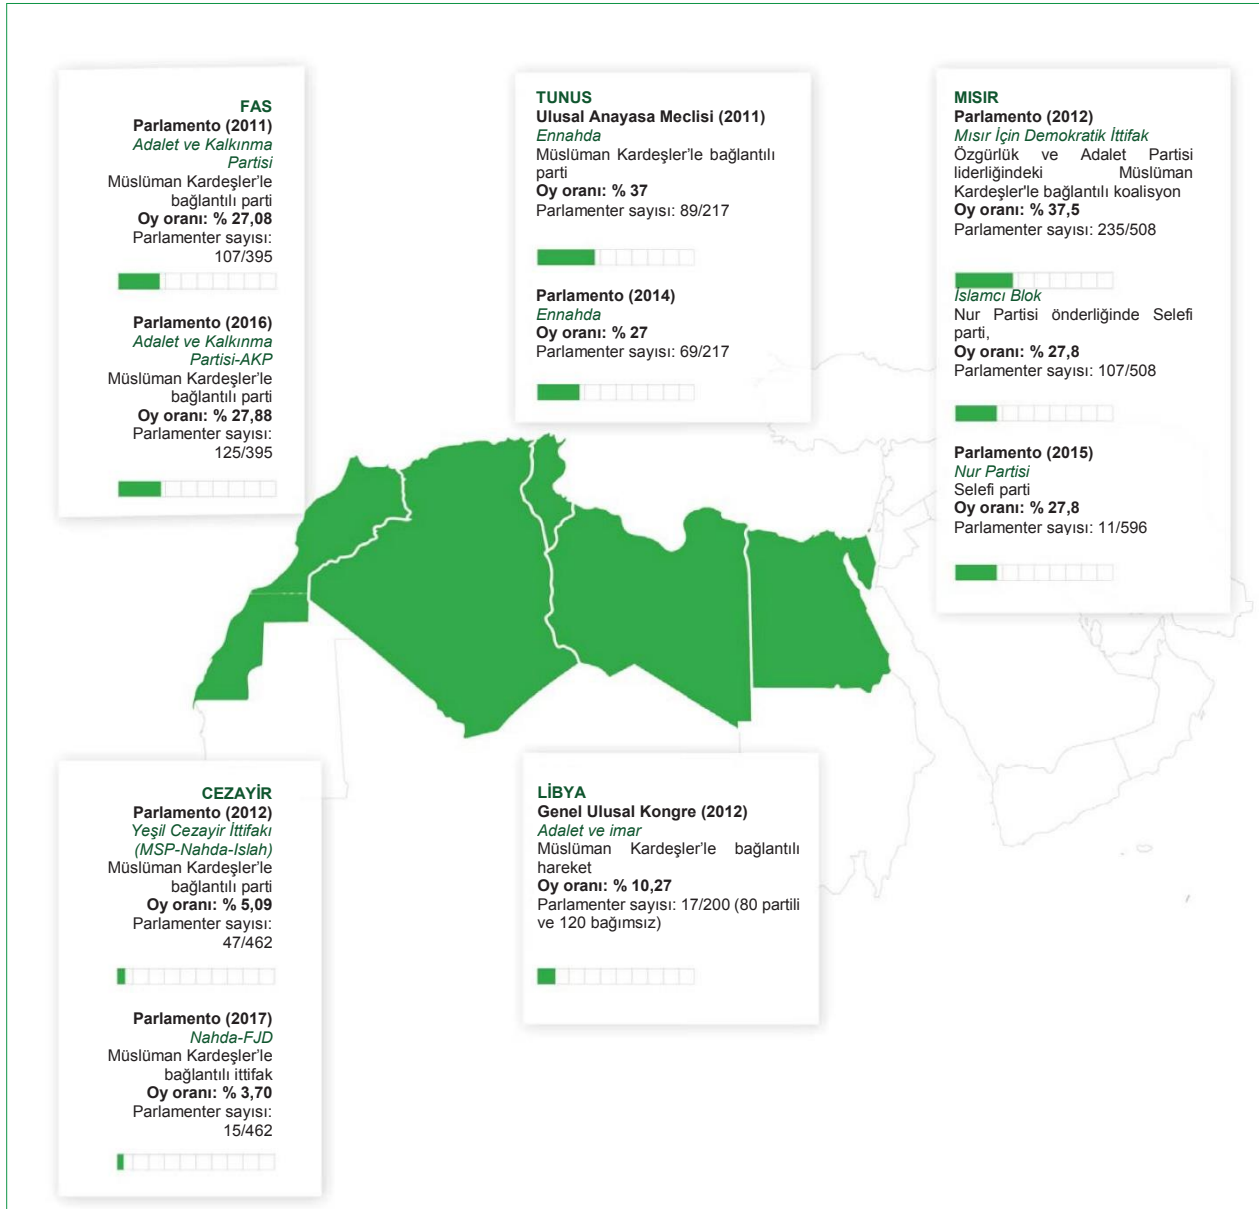 FAS
Parlamento (2011)
Adalet ve Kalkınma
Partisi
Müslüman Kardeşler’le
bağlantılı parti
Oy oranı: % 27,08
Parlamenter sayısı:
107/395
Parlamento (2016)
Adalet ve Kalkınma
Partisi-AKP
Müslüman Kardeşler’le
bağlantılı parti
Oy oranı: % 27,88
Parlamenter sayısı:
125/395
TUNUS
Ulusal Anayasa Meclisi (2011)
Ennahda
Müslüman Kardeşler’le bağlantılı
parti
Oy oranı: % 37
Parlamenter sayısı: 89/217
Parlamento (2014)
Ennahda
Oy oranı: % 27
Parlamenter sayısı: 69/217
MISIR
Parlamento (2012)
Mısır İçin Demokratik İttifak
Özgürlük ve Adalet Partisi
liderliğindeki Müslüman
Kardeşler'le bağlantılı koalisyon
Oy oranı: % 37,5
Parlamenter sayısı: 235/508
İslamcı Blok
Nur Partisi önderliğinde Selefi
parti,
Oy oranı: % 27,8
Parlamenter sayısı: 107/508
Parlamento (2015)
Nur Partisi
Selefi parti
Oy oranı: % 27,8
Parlamenter sayısı: 11/596
CEZAYİR
Parlamento (2012)
Yeşil Cezayir İttifakı
(MSP-Nahda-Islah)
Müslüman Kardeşler’le
bağlantılı parti
Oy oranı: % 5,09
Parlamenter sayısı:
47/462
Parlamento (2017)
Nahda-FJD
Müslüman Kardeşler’le
bağlantılı ittifak
Oy oranı: % 3,70
Parlamenter sayısı:
15/462
LİBYA
Genel Ulusal Kongre (2012)
Adalet ve imar
Müslüman Kardeşler’le bağlantılı
hareket
Oy oranı: % 10,27
Parlamenter sayısı: 17/200 (80 partili
ve 120 bağımsız)